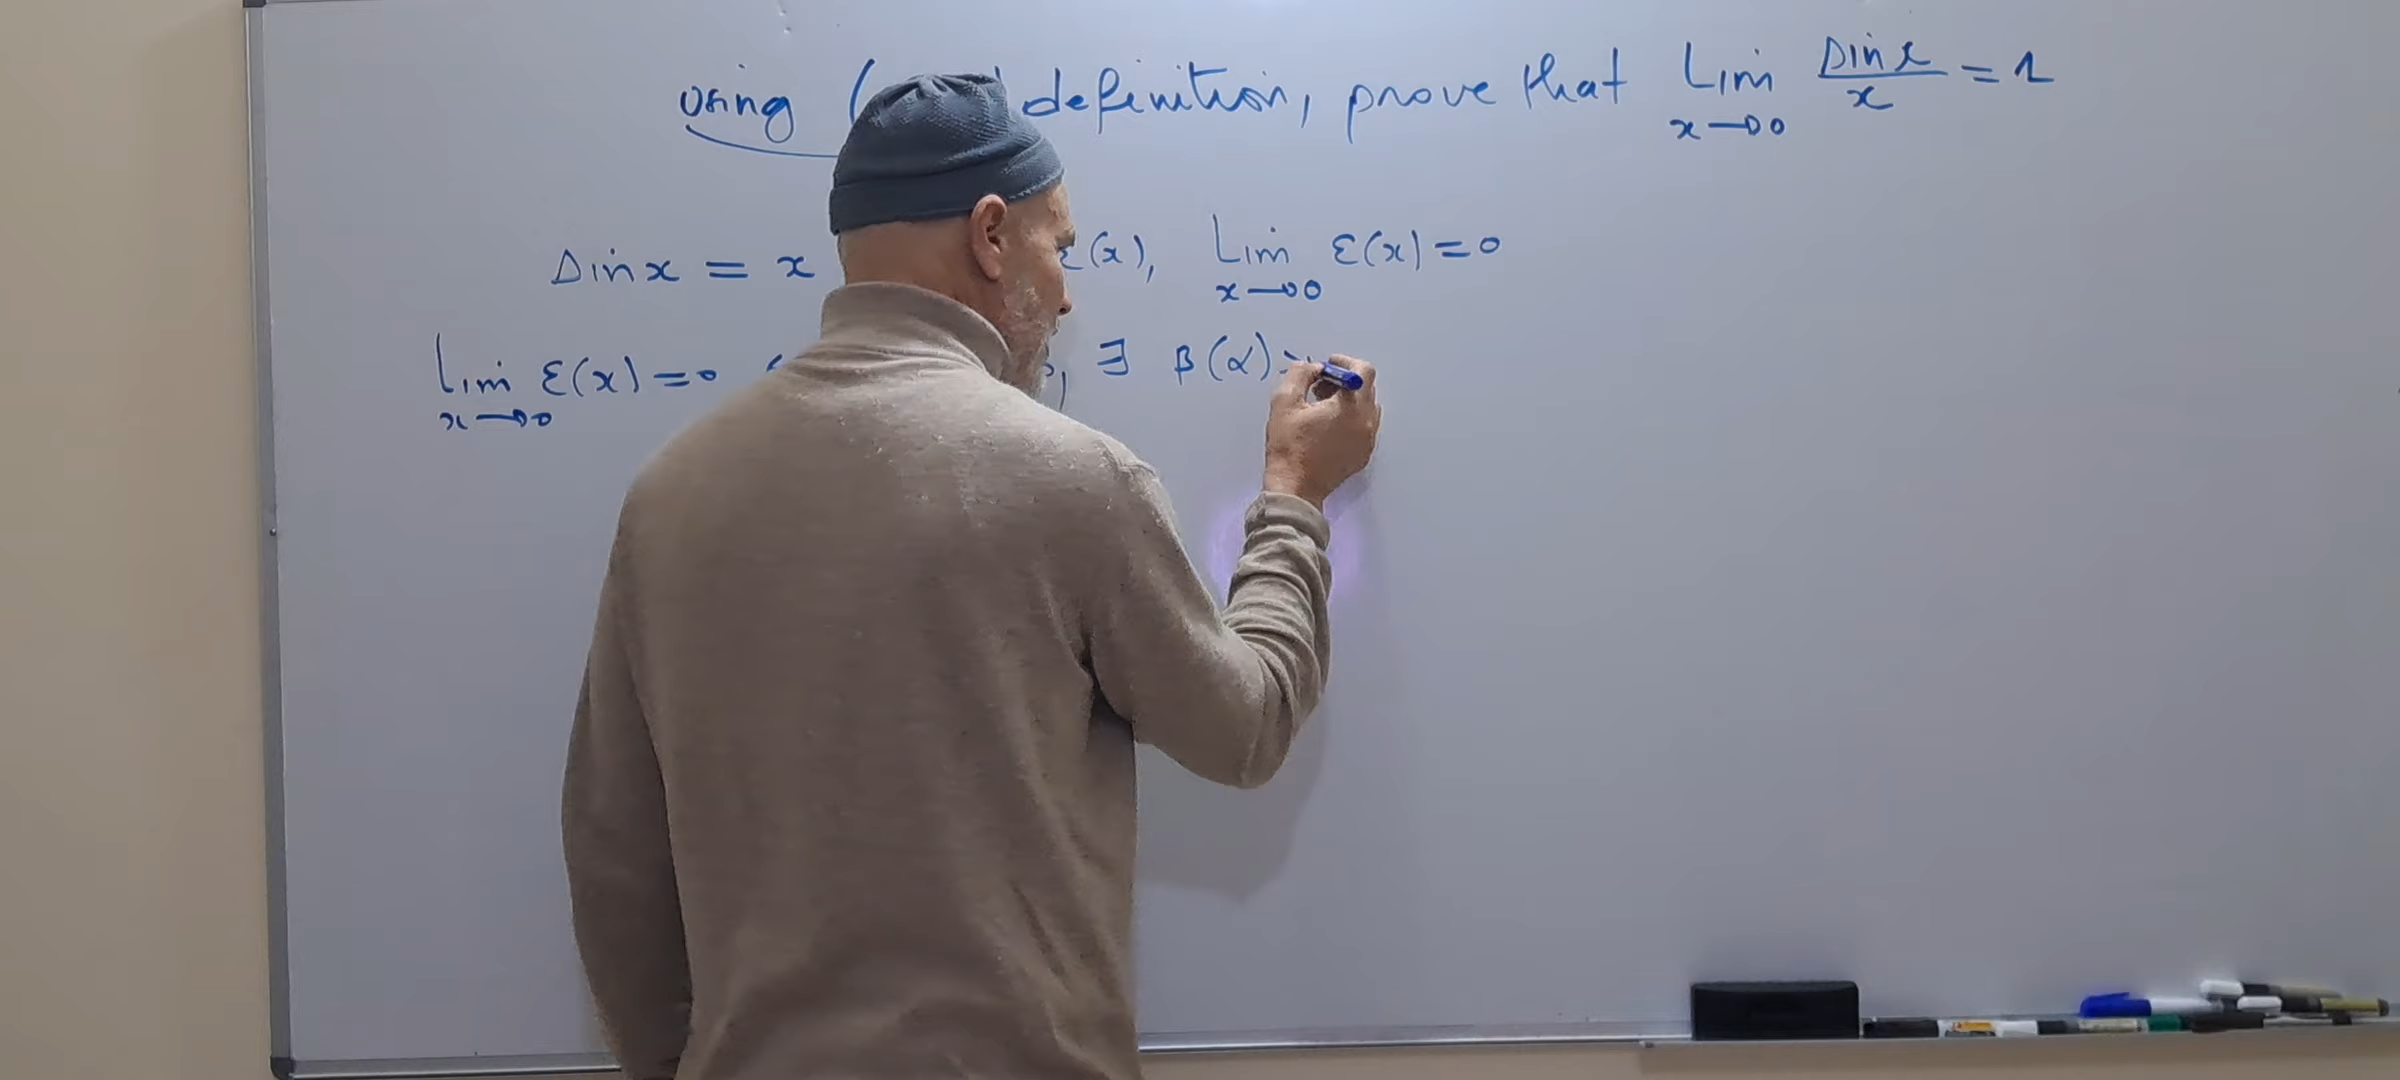 using ( definition, prove that Lim x→0 sin x / x = 1
sin x = x ε(x), Lim x→0 ε(x) = 0
Lim x→0 ε(x) = 0 ( , ∃ β(α) >